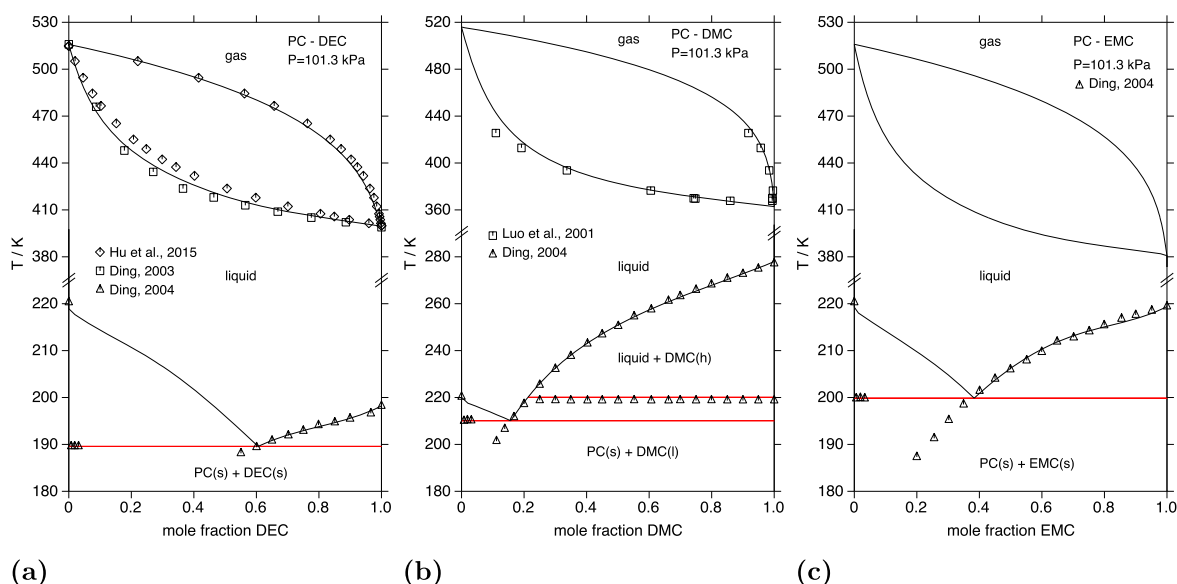 530
500
470
440
410
380
220
210
200
190
180
T / K
PC - DEC
P=101.3 kPa
gas
Hu et al., 2015
Ding, 2003
Ding, 2004
liquid
PC(s) + DEC(s)
0 0.2 0.4 0.6 0.8 1.0
mole fraction DEC
(a)
520
480
440
400
360
280
260
240
220
200
180
T / K
PC - DMC
P=101.3 kPa
gas
Luo et al., 2001
Ding, 2004
liquid
liquid + DMC(h)
PC(s) + DMC(l)
0 0.2 0.4 0.6 0.8 1.0
mole fraction DMC
(b)
530
500
470
440
410
380
220
210
200
190
180
T / K
PC - EMC
P=101.3 kPa
Ding, 2004
gas
liquid
PC(s) + EMC(s)
0 0.2 0.4 0.6 0.8 1.0
mole fraction EMC
(c)